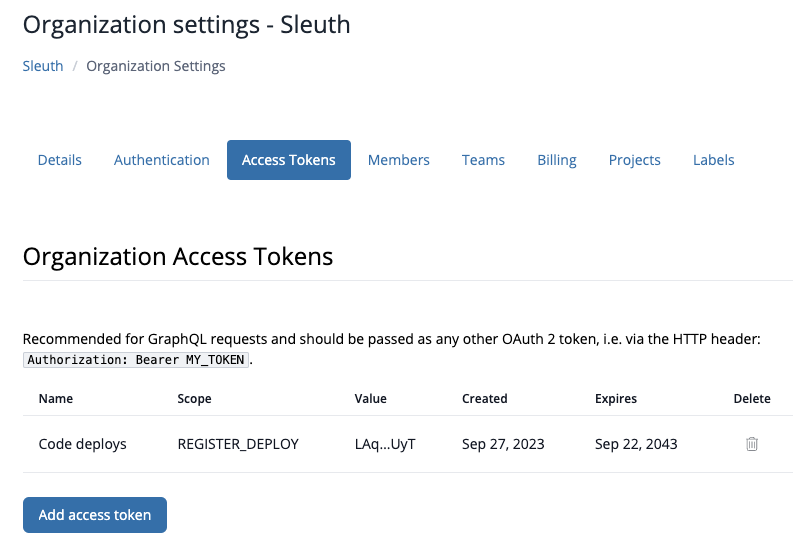 Organization settings - Sleuth
Sleuth / Organization Settings
Details Authentication Access Tokens Members Teams Billing Projects Labels
Organization Access Tokens
Recommended for GraphQL requests and should be passed as any other OAuth 2 token, i.e. via the HTTP header:
Authorization: Bearer MY_TOKEN.
Name Scope Value Created Expires Delete
Code deploys REGISTER_DEPLOY LAq...UyT Sep 27, 2023 Sep 22, 2043
Add access token